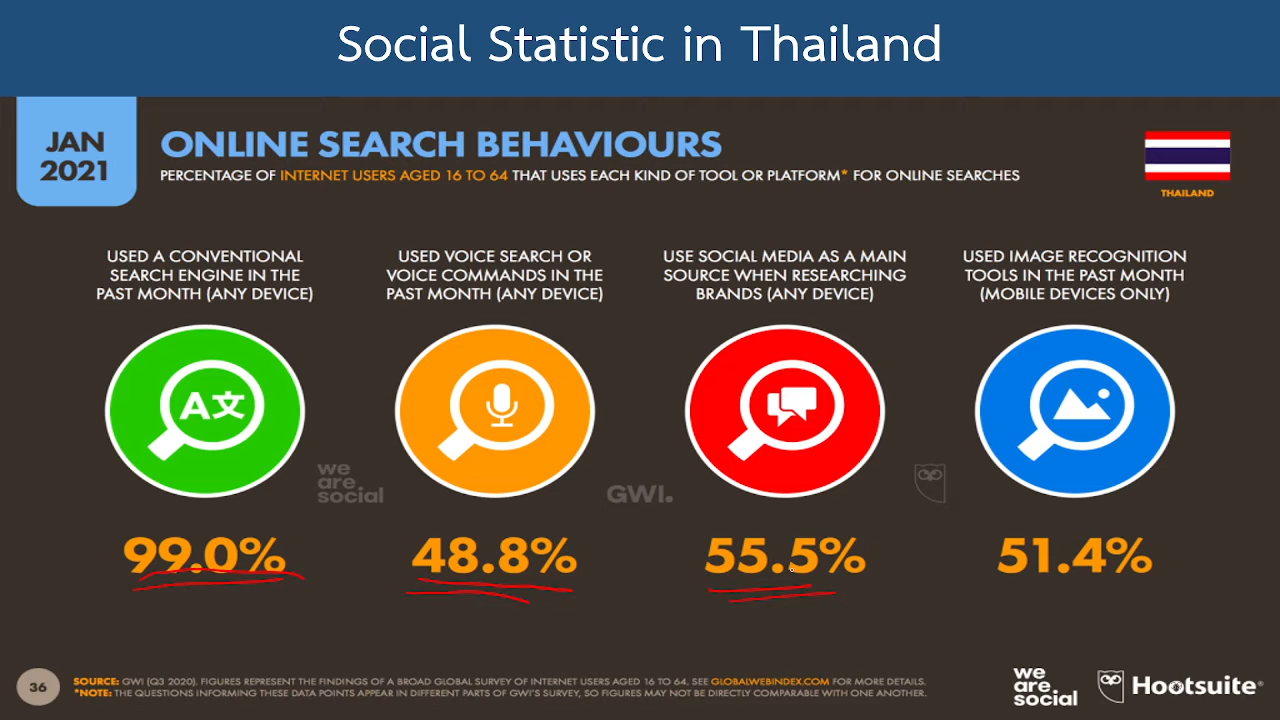 Social Statistic in Thailand
JAN
2021
ONLINE SEARCH BEHAVIOURS
PERCENTAGE OF INTERNET USERS AGED 16 TO 64 THAT USES EACH KIND OF TOOL OR PLATFORM* FOR ONLINE SEARCHES
THAILAND
USED A CONVENTIONAL
SEARCH ENGINE IN THE
PAST MONTH (ANY DEVICE)
USED VOICE SEARCH OR
VOICE COMMANDS IN THE
PAST MONTH (ANY DEVICE)
USE SOCIAL MEDIA AS A MAIN
SOURCE WHEN RESEARCHING
BRANDS (ANY DEVICE)
USED IMAGE RECOGNITION
TOOLS IN THE PAST MONTH
(MOBILE DEVICES ONLY)
A文
we
are
social
GWI.
99.0%
48.8%
55.5%
51.4%
36
SOURCE: GWI (Q3 2020). FIGURES REPRESENT THE FINDINGS OF A BROAD GLOBAL SURVEY OF INTERNET USERS AGED 16 TO 64. SEE GLOBALWEBINDEX.COM FOR MORE DETAILS.
*NOTE: THE QUESTIONS INFORMING THESE DATA POINTS APPEAR IN DIFFERENT PARTS OF GWI'S SURVEY, SO FIGURES MAY NOT BE DIRECTLY COMPARABLE WITH ONE ANOTHER.
we
are
social
Hootsuite®